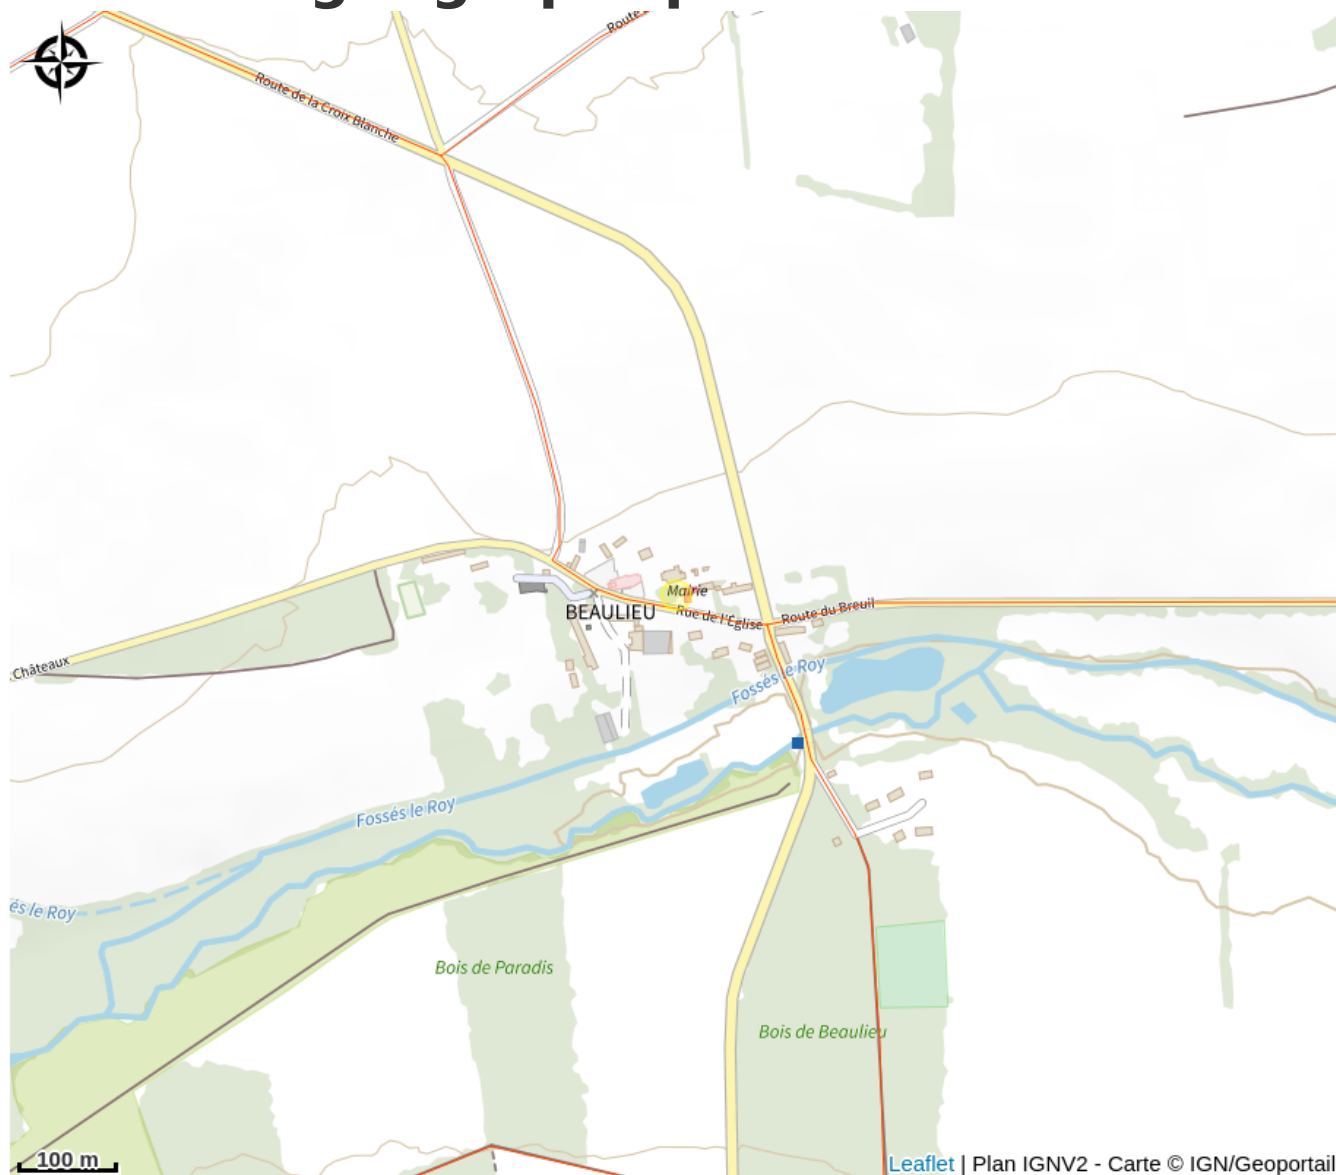 Route
Route de la Croix Blanche
Mairie
BEAULIEU
Rue de l'Église
Route du Breuil
Châteaux
Fossés le Roy
Fossés le Roy
és le Roy
Bois de Paradis
Bois de Beaulieu
100 m
Leaflet | Plan IGNV2 - Carte © IGN/Geoportail